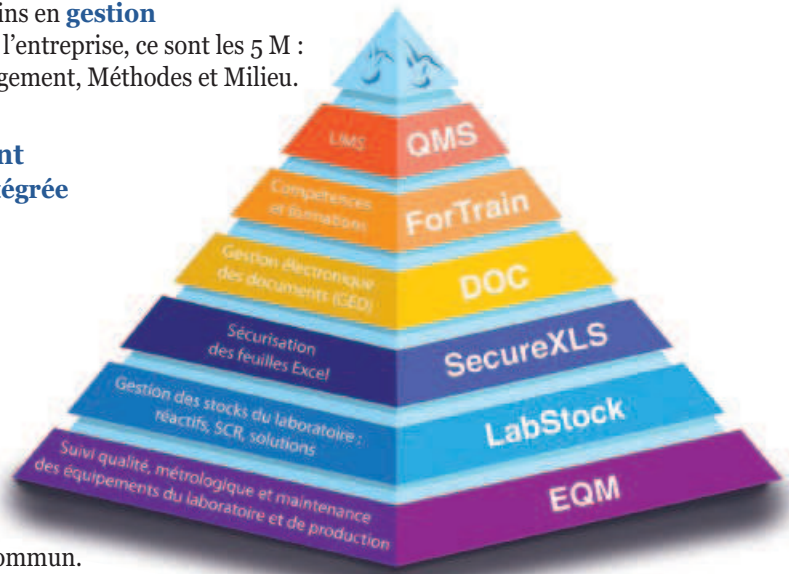 ins en gestion
l’entreprise, ce sont les 5 M :
gement, Méthodes et Milieu.
nt
tégrée
LIMS
QMS
Compétences
et formations
ForTrain
Gestion électronique
des documents (GED)
DOC
Sécurisation
des feuilles Excel
SecureXLS
Gestion des stocks du laboratoire :
réactifs, SCR, solutions
LabStock
Suivi qualité, métrologique et maintenance
des équipements du laboratoire et de production
EQM
ommun.